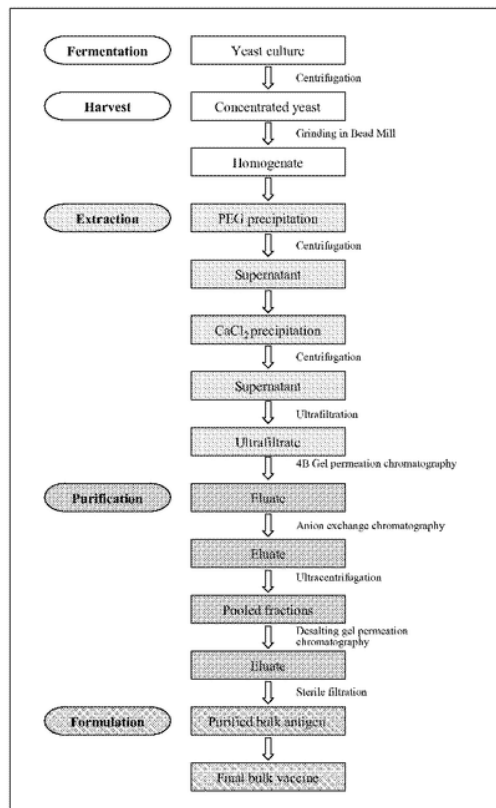 Fermentation
Yeast culture
Centrifugation
Harvest
Concentrated yeast
Grinding in Bead Mill
Homogenate
Extraction
PEG precipitation
Centrifugation
Supernatant
CaCl₂ precipitation
Centrifugation
Supernatant
Ultrafiltration
Ultrafiltrate
4B Gel permeation chromatography
Purification
Eluate
Anion exchange chromatography
Eluate
Ultracentrifugation
Pooled fractions
Desalting gel permeation
chromatography
Eluate
Sterile filtration
Formulation
Purified bulk antigen
Final bulk vaccine